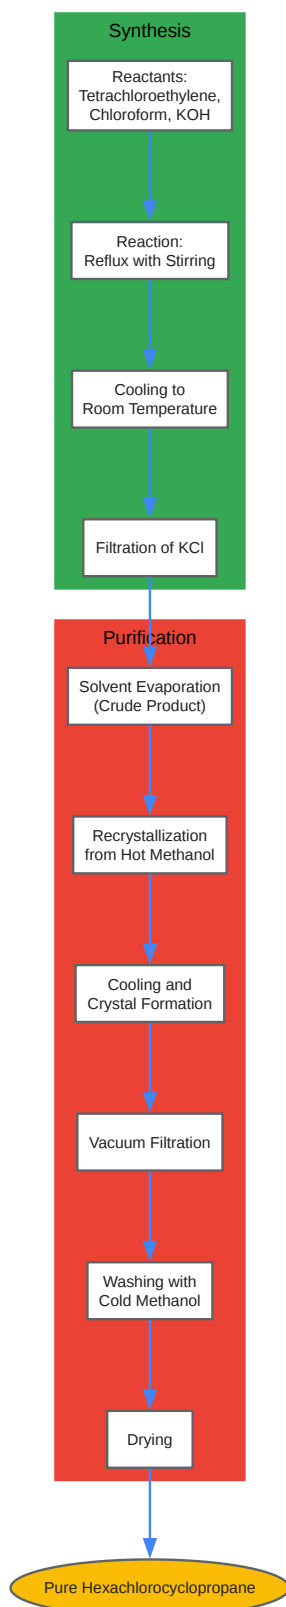 Synthesis
Reactants:
Tetrachloroethylene,
Chloroform, KOH
Reaction:
Reflux with Stirring
Cooling to
Room Temperature
Filtration of KCl
Purification
Solvent Evaporation
(Crude Product)
Recrystallization
from Hot Methanol
Cooling and
Crystal Formation
Vacuum Filtration
Washing with
Cold Methanol
Drying
Pure Hexachlorocyclopropane